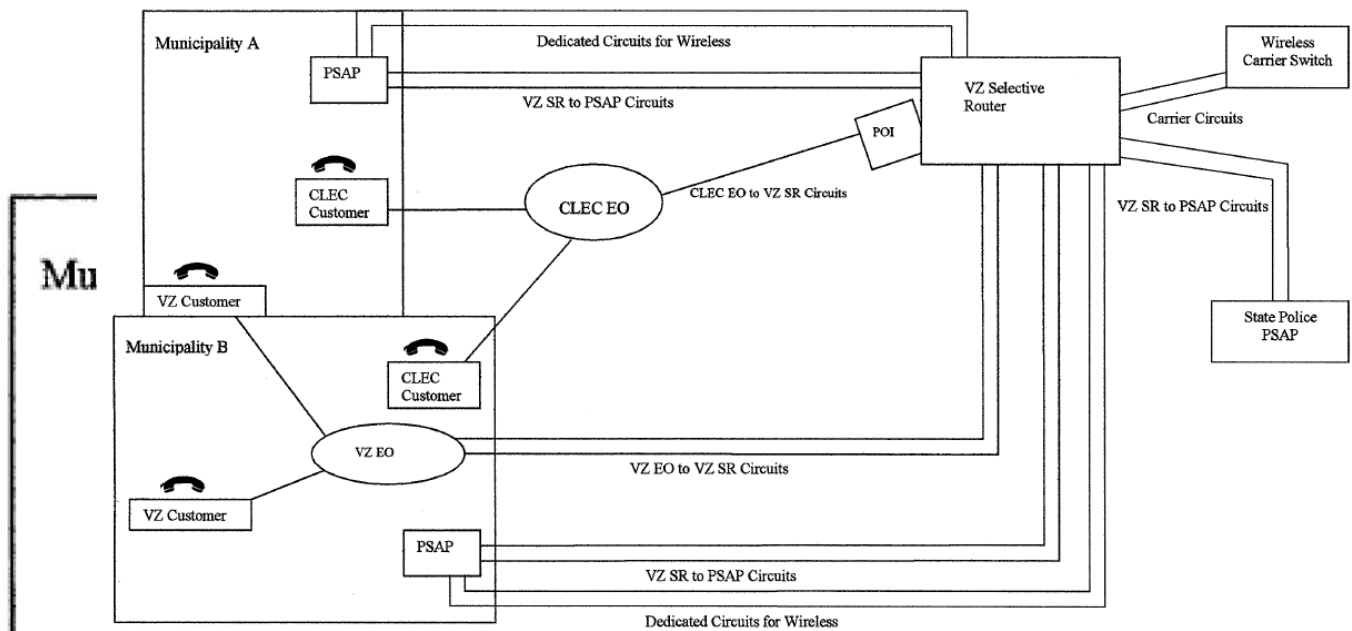 Municipality A
Dedicated Circuits for Wireless
Wireless
Carrier Switch
PSAP
VZ Selective
Router
VZ SR to PSAP Circuits
Carrier Circuits
POI
CLEC
Customer
CLEC EO
CLEC EO to VZ SR Circuits
VZ SR to PSAP Circuits
Mu
VZ Customer
State Police
PSAP
Municipality B
CLEC
Customer
VZ EO
VZ EO to VZ SR Circuits
VZ Customer
PSAP
VZ SR to PSAP Circuits
Dedicated Circuits for Wireless